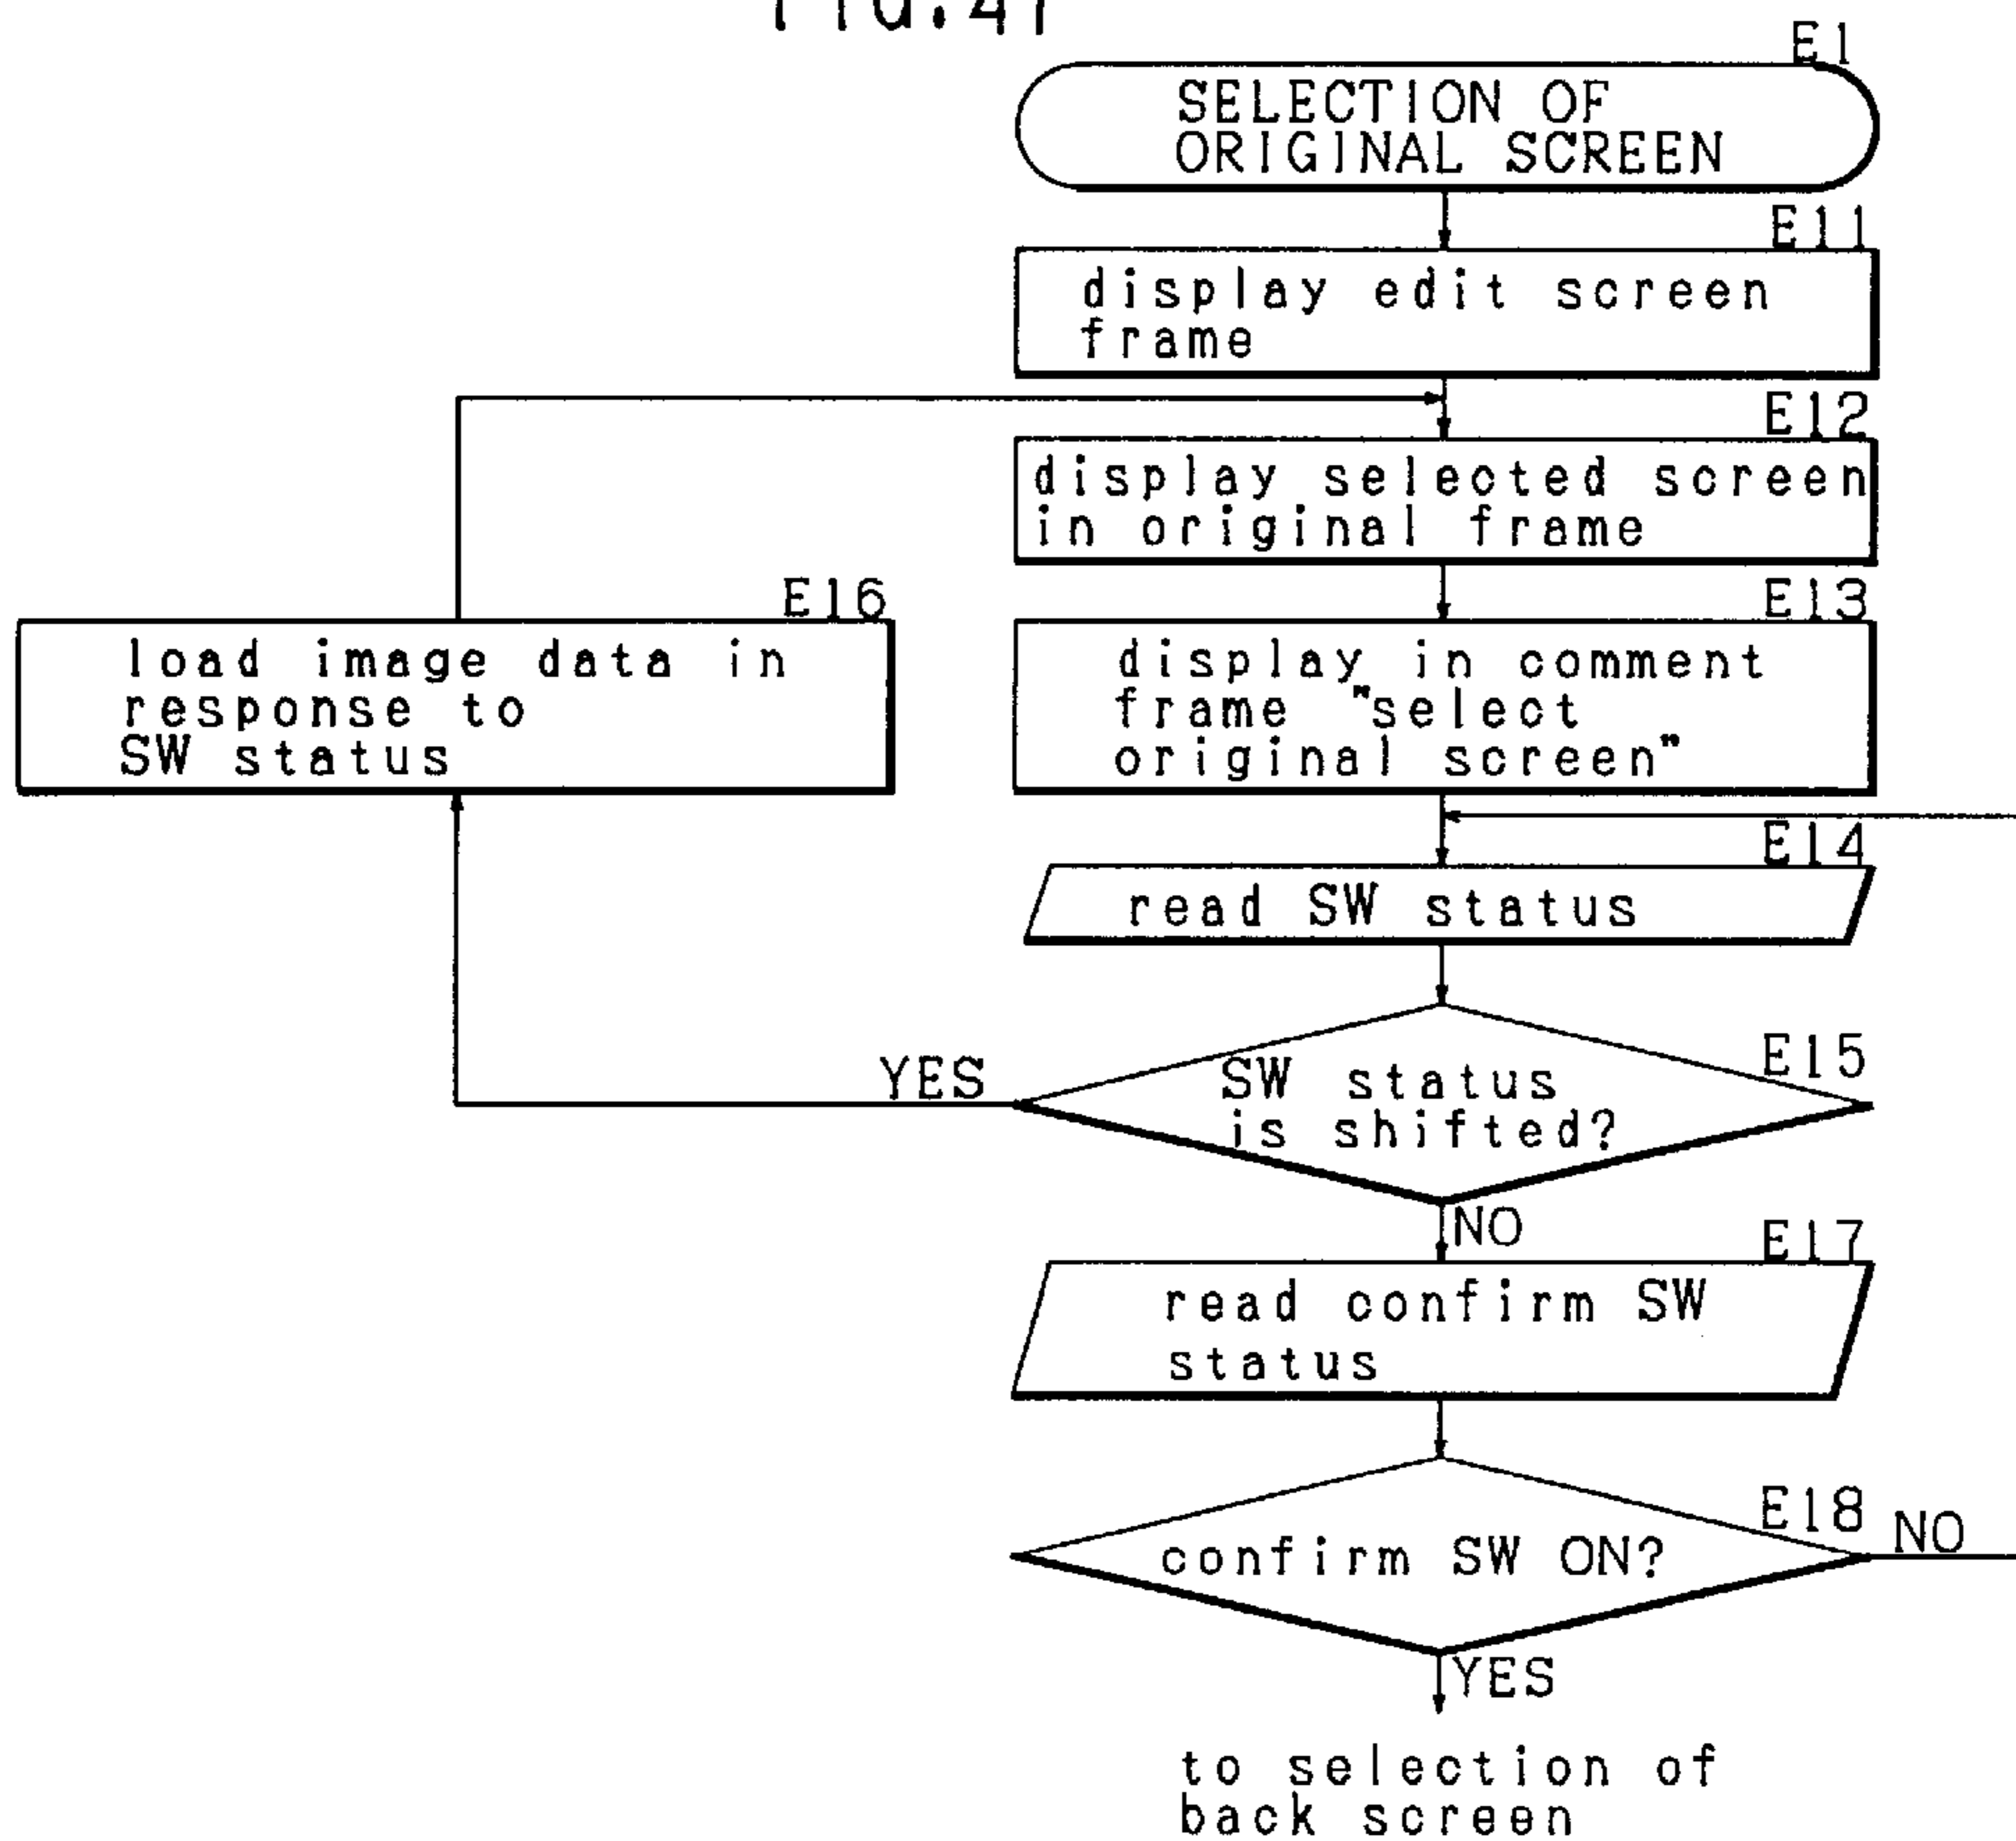 E1
SELECTION OF
ORIGINAL SCREEN
E11
display edit screen
frame
E12
display selected screen
in original frame
E16
load image data in
response to
SW status
E13
display in comment
frame "select
original screen"
E14
read SW status
E15
YES
SW status
is shifted?
NO
E17
read confirm SW
status
E18
NO
confirm SW ON?
YES
to selection of
back screen